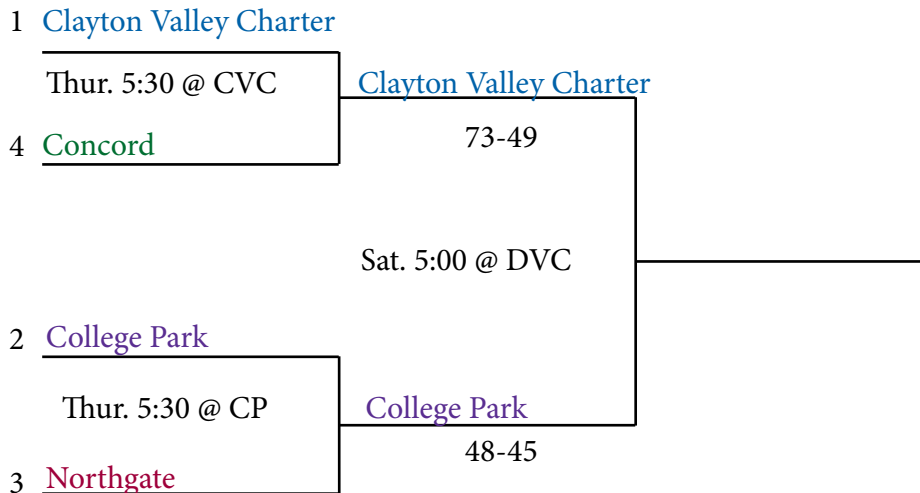 1 Clayton Valley Charter
Thur. 5:30 @ CVC
Clayton Valley Charter
4 Concord
73-49
Sat. 5:00 @ DVC
2 College Park
Thur. 5:30 @ CP
College Park
48-45
3 Northgate